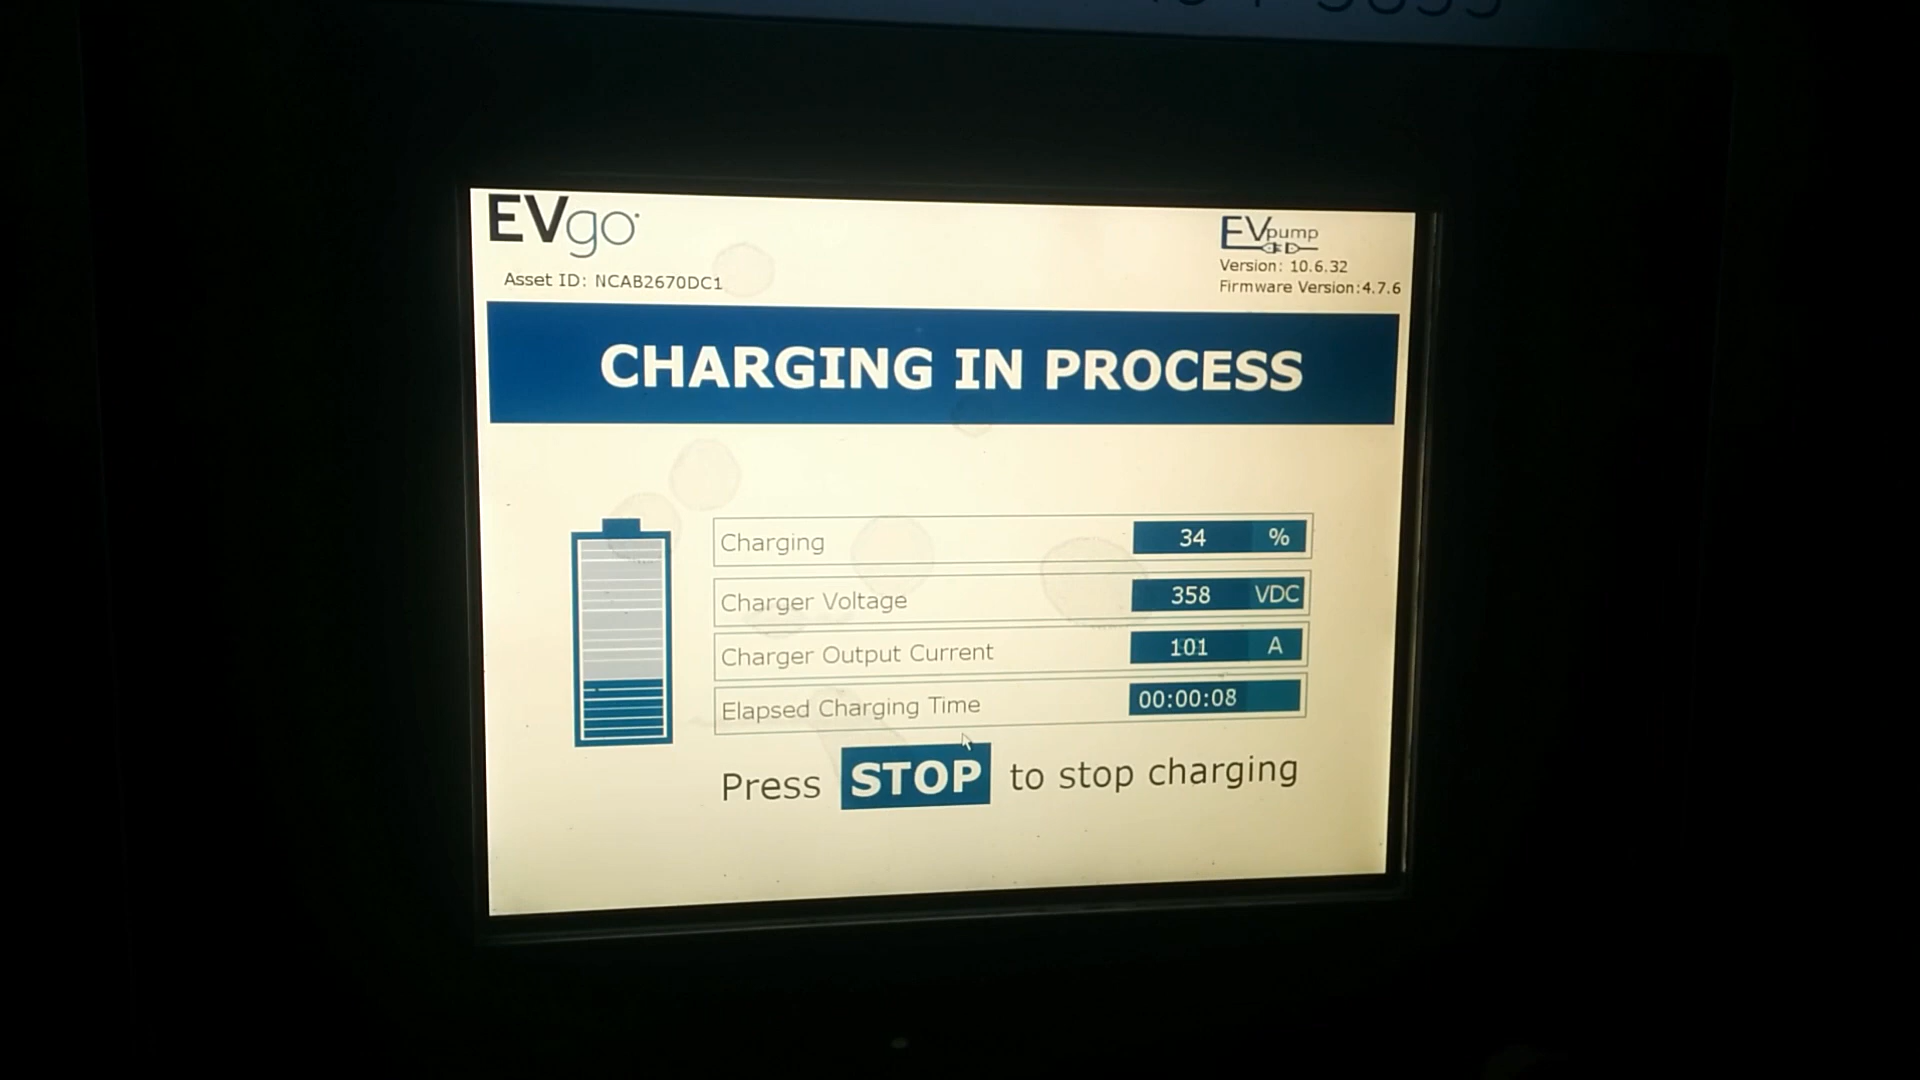 EVgo
EVpump
Asset ID: NCAB2670DC1
Version: 10.6.32
Firmware Version:4.7.6
CHARGING IN PROCESS
Charging 34 %
Charger Voltage 358 VDC
Charger Output Current 101 A
Elapsed Charging Time 00:00:08
Press STOP to stop charging